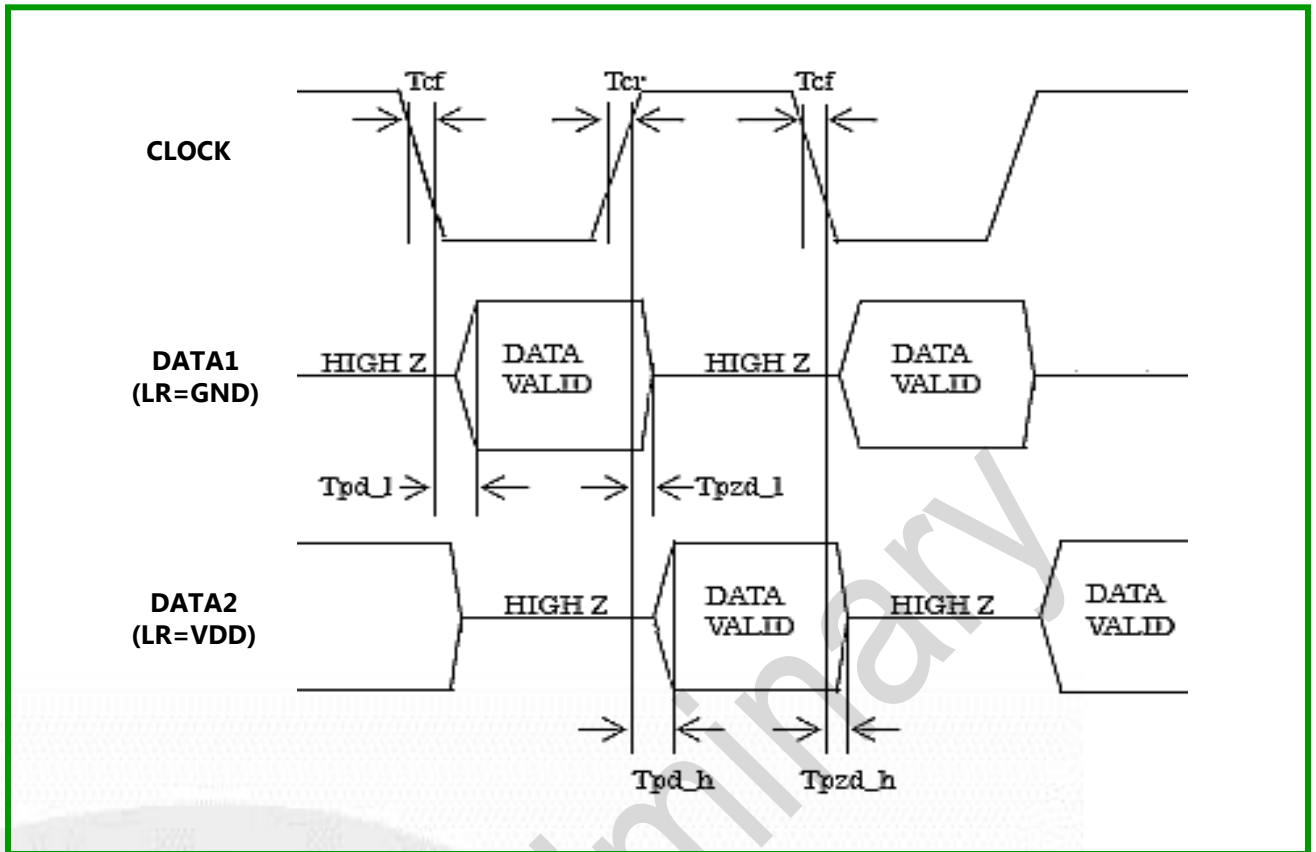 Tcf Tcr Tcf
CLOCK
DATA1
(LR=GND)
HIGH Z
DATA
VALID
HIGH Z
DATA
VALID
Tpd_l
Tpzd_l
DATA2
(LR=VDD)
HIGH Z
DATA
VALID
HIGH Z
DATA
VALID
Tpd_h
Tpzd_h
minary